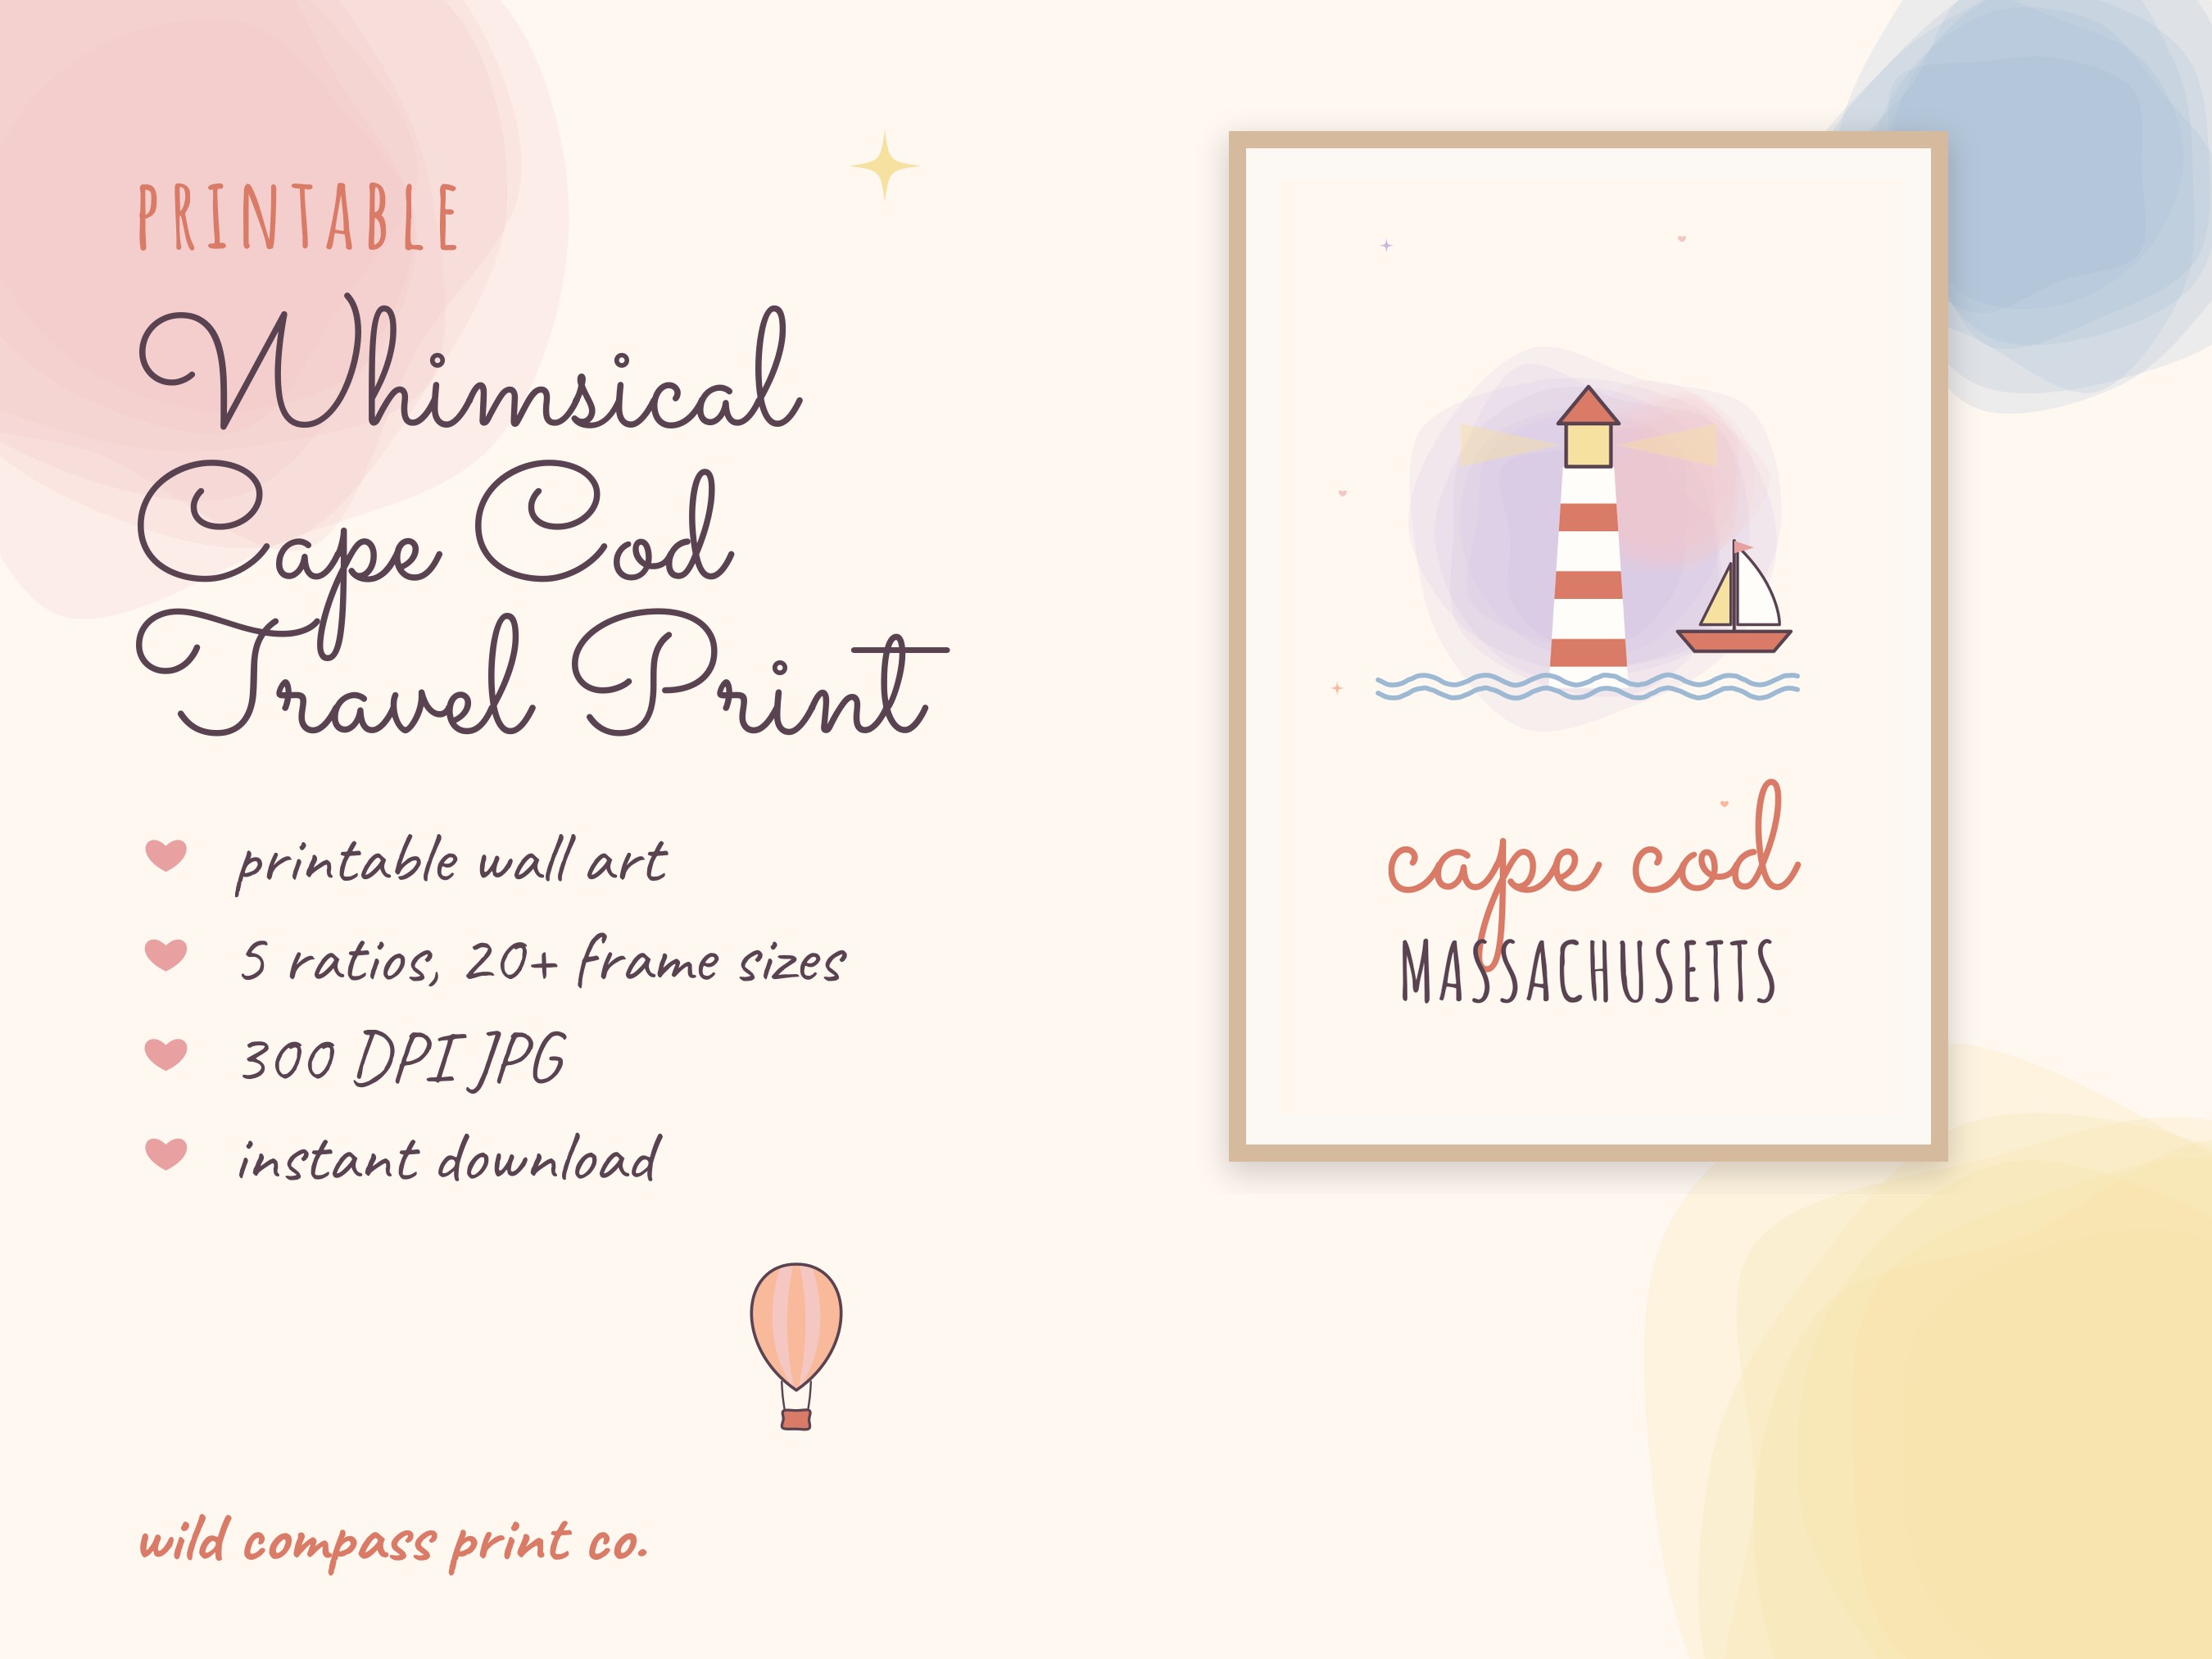 PRINTABLE
Whimsical
Cape Cod
Travel Print
printable wall art
5 ratios, 20+ frame sizes
300 DPI JPG
instant download
wild compass print co.
cape cod
MASSACHUSETTS